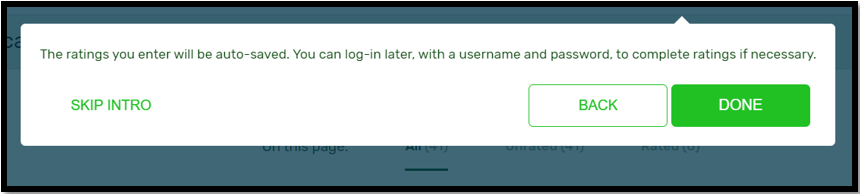 ca
The ratings you enter will be auto-saved. You can log-in later, with a username and password, to complete ratings if necessary.
SKIP INTRO BACK DONE
On this page: All (41) Unrated (41) Rated (0)